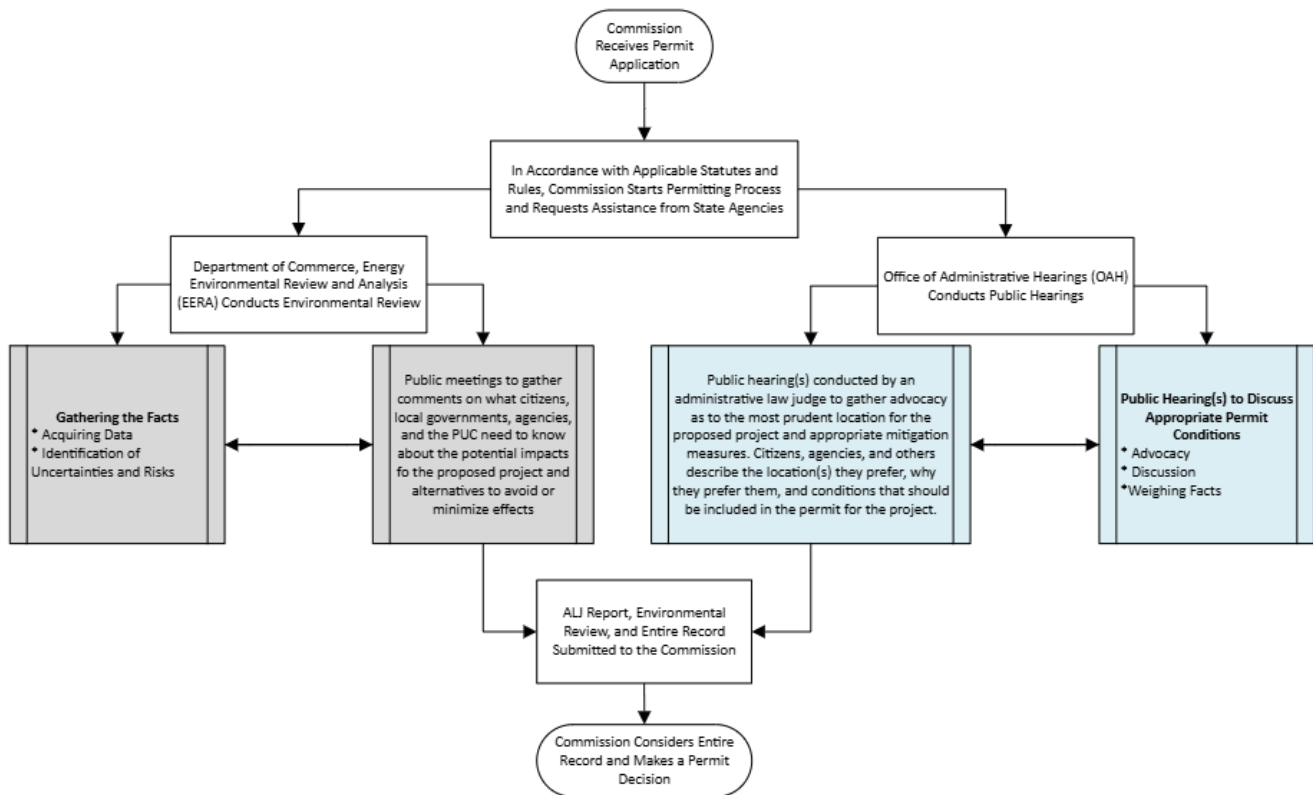 Commission
Receives Permit
Application
In Accordance with Applicable Statutes and
Rules, Commission Starts Permitting Process
and Requests Assistance from State Agencies
Department of Commerce, Energy
Environmental Review and Analysis
(EERA) Conducts Environmental Review
Office of Administrative Hearings (OAH)
Conducts Public Hearings
Gathering the Facts
* Acquiring Data
* Identification of
Uncertainties and Risks
Public meetings to gather
comments on what citizens,
local governments, agencies,
and the PUC need to know
about the potential impacts
fo the proposed project and
alternatives to avoid or
minimize effects
Public hearing(s) conducted by an
administrative law judge to gather advocacy
as to the most prudent location for the
proposed project and appropriate mitigation
measures. Citizens, agencies, and others
describe the location(s) they prefer, why
they prefer them, and conditions that should
be included in the permit for the project.
Public Hearing(s) to Discuss
Appropriate Permit
Conditions
* Advocacy
* Discussion
*Weighing Facts
ALJ Report, Environmental
Review, and Entire Record
Submitted to the Commission
Commission Considers Entire
Record and Makes a Permit
Decision